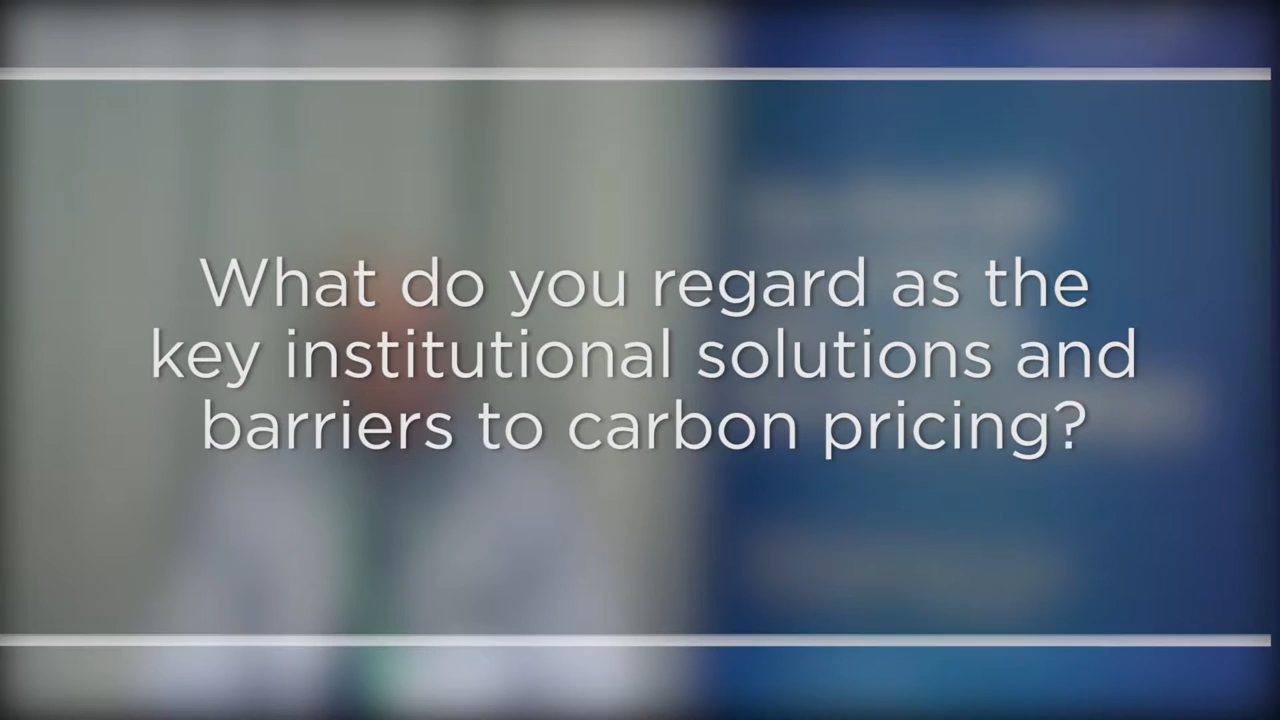 What do you regard as the
key institutional solutions and
barriers to carbon pricing?